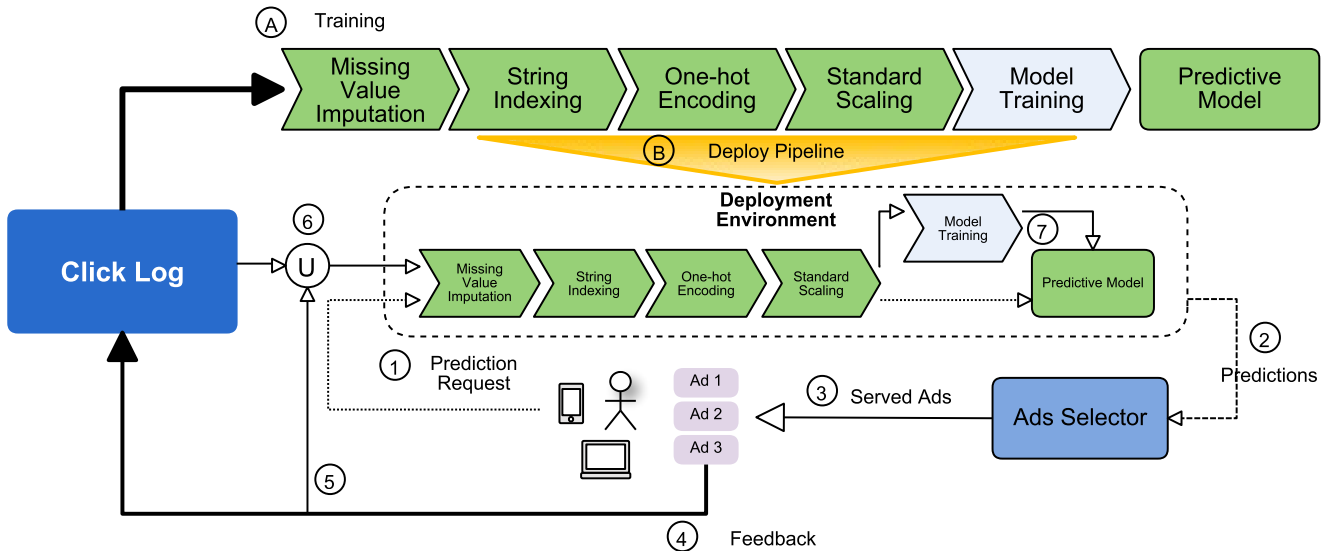 A
Training
Missing
Value
Imputation
String
Indexing
One-hot
Encoding
Standard
Scaling
Model
Training
Predictive
Model
B
Deploy Pipeline
Deployment
Environment
Click Log
6
U
Missing
Value
Imputation
String
Indexing
One-hot
Encoding
Standard
Scaling
Model
Training
7
Predictive Model
1
Prediction
Request
2
Predictions
Ad 1
Ad 2
Ad 3
3
Served Ads
Ads Selector
5
4
Feedback